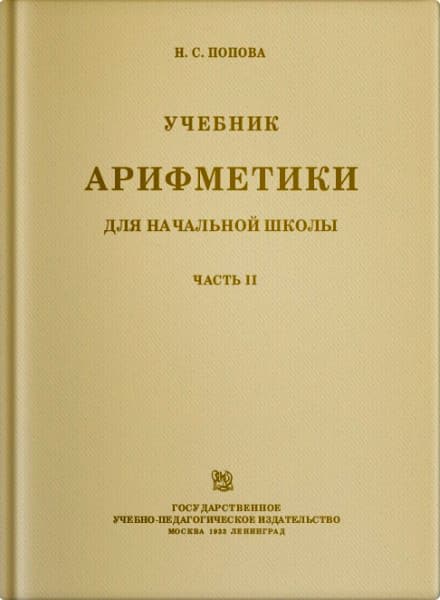 Н. С. ПОПОВА
УЧЕБНИК
АРИФМЕТИКИ
ДЛЯ НАЧАЛЬНОЙ ШКОЛЫ
ЧАСТЬ II
ГОСУДАРСТВЕННОЕ
УЧЕБНО-ПЕДАГОГИЧЕСКОЕ ИЗДАТЕЛЬСТВО
МОСКВА 1933 ЛЕНИНГРАД